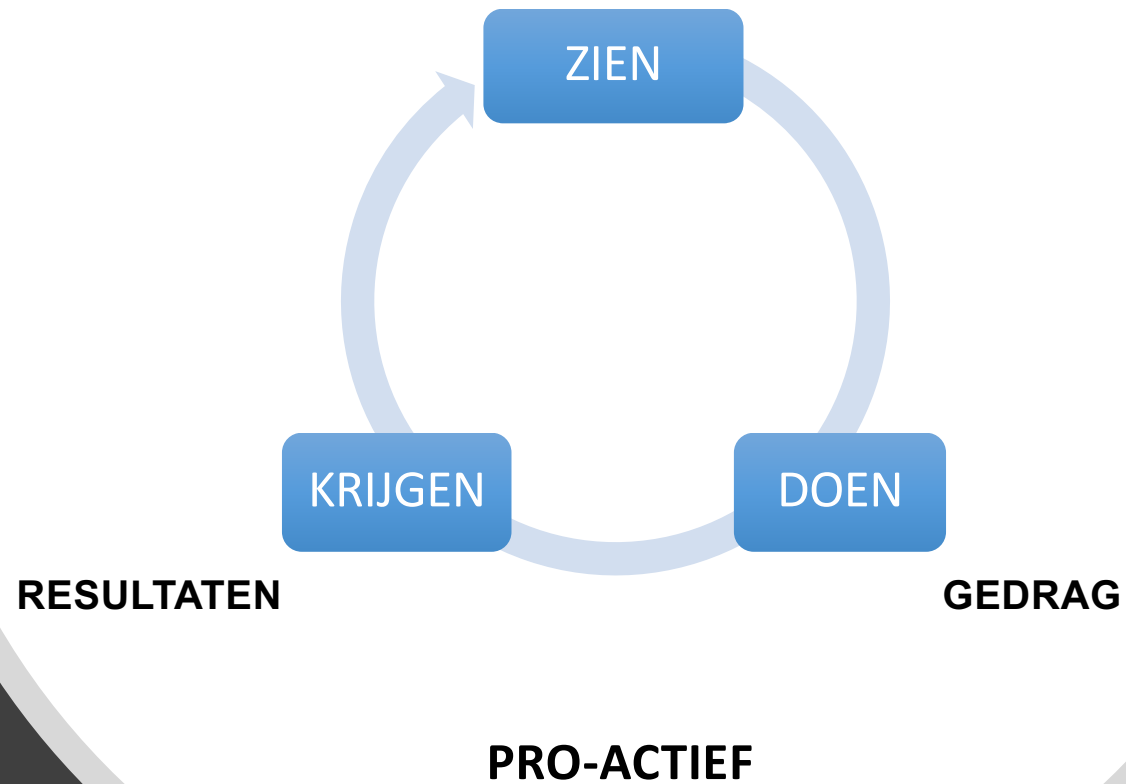 ZIEN
KRIJGEN
DOEN
RESULTATEN
GEDRAG
PRO-ACTIEF